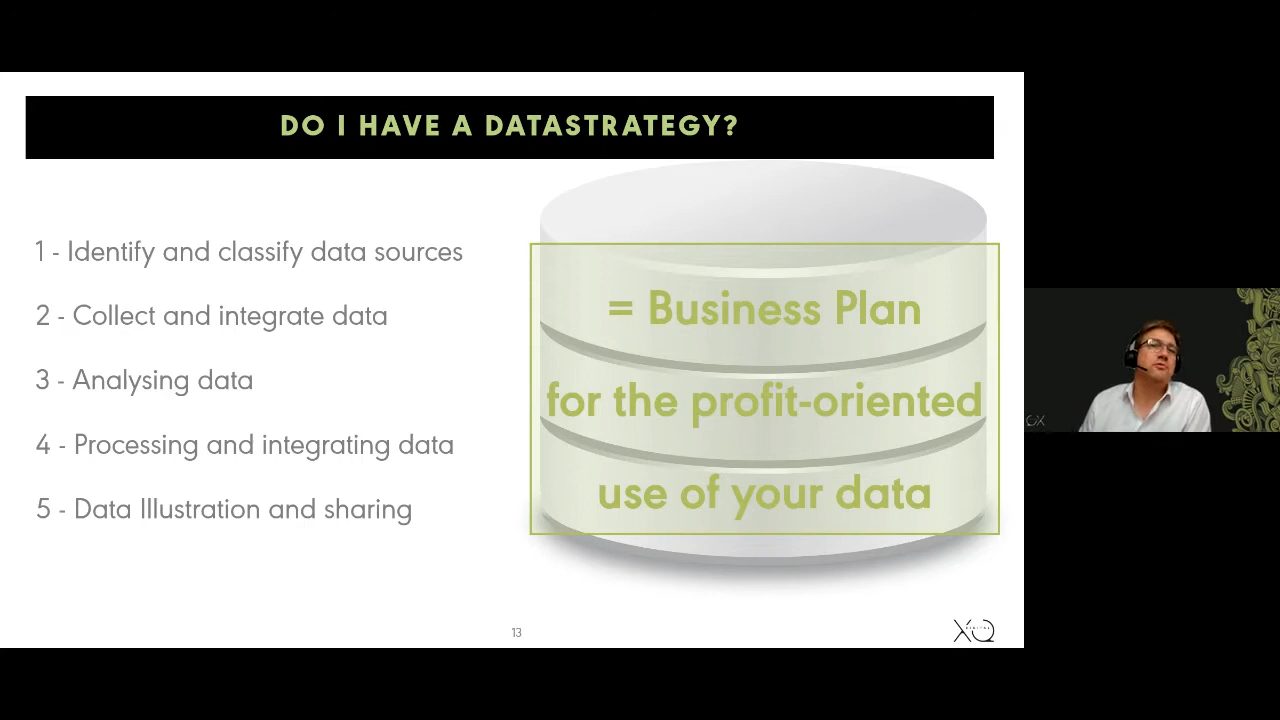 DO I HAVE A DATASTRATEGY?
1 - Identify and classify data sources
2 - Collect and integrate data
3 - Analysing data
4 - Processing and integrating data
5 - Data Illustration and sharing
= Business Plan
for the profit-oriented
use of your data
13
XQ
DIGITAL